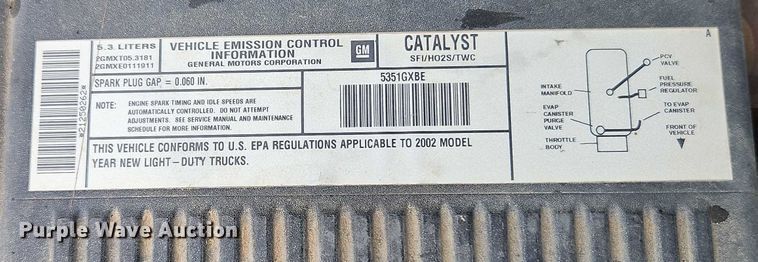 5.3 LITERS
2GMXT05.3181
2GMXE0111911
VEHICLE EMISSION CONTROL
INFORMATION
GENERAL MOTORS CORPORATION
GM
CATALYST
SFI/HO2S/TWC
A
SPARK PLUG GAP = 0.060 IN.
5351GXBE
NOTE: ENGINE SPARK TIMING AND IDLE SPEEDS ARE
AUTOMATICALLY CONTROLLED. DO NOT ATTEMPT
ADJUSTMENTS. SEE SERVICE MANUAL AND MAINTENANCE
SCHEDULE FOR MORE INFORMATION.
*21250262*
THIS VEHICLE CONFORMS TO U.S. EPA REGULATIONS APPLICABLE TO 2002 MODEL
YEAR NEW LIGHT-DUTY TRUCKS.
PCV
VALVE
INTAKE
MANIFOLD
FUEL
PRESSURE
REGULATOR
EVAP
CANISTER
PURGE
VALVE
TO EVAP
CANISTER
THROTTLE
BODY
FRONT OF
VEHICLE
Purple Wave Auction